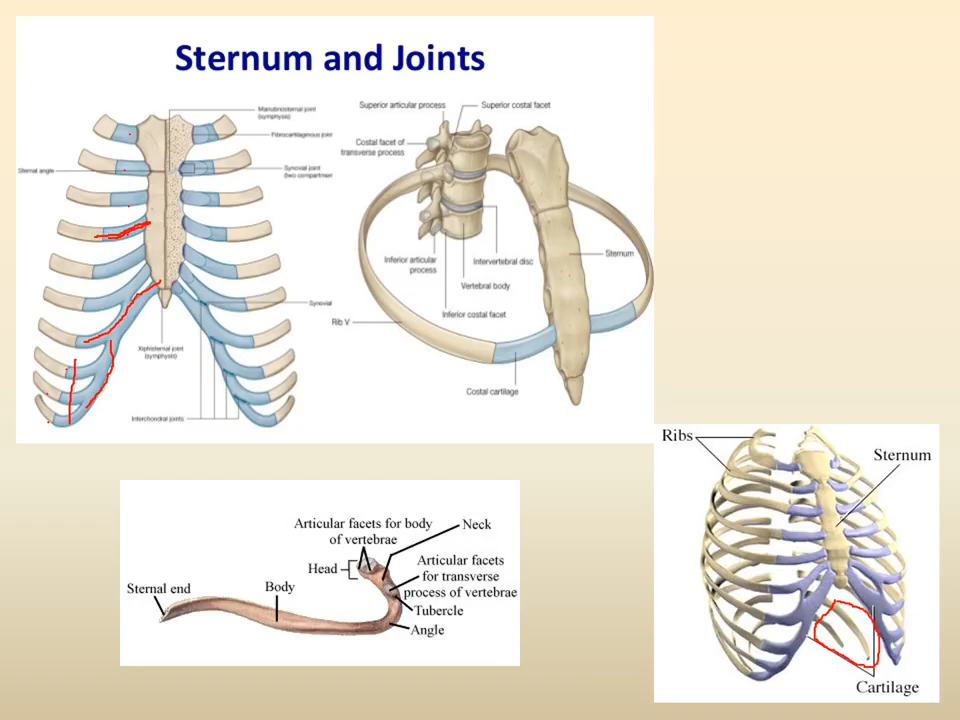 Sternum and Joints
Manubriosternal joint
(symphysis)
Fibrocartilaginous joint
Sternal angle
Synovial joint
(two compartmen
Synovial
Xiphisternal joint
(symphysis)
Interchondral joints
Superior articular process
Superior costal facet
Costal facet of
transverse process
Inferior articular
process
Intervertebral disc
Sternum
Vertebral body
Inferior costal facet
Rib V
Costal cartilage
Articular facets for body
of vertebrae
Neck
Head
Articular facets
for transverse
process of vertebrae
Sternal end
Body
Tubercle
Angle
Ribs
Sternum
Cartilage